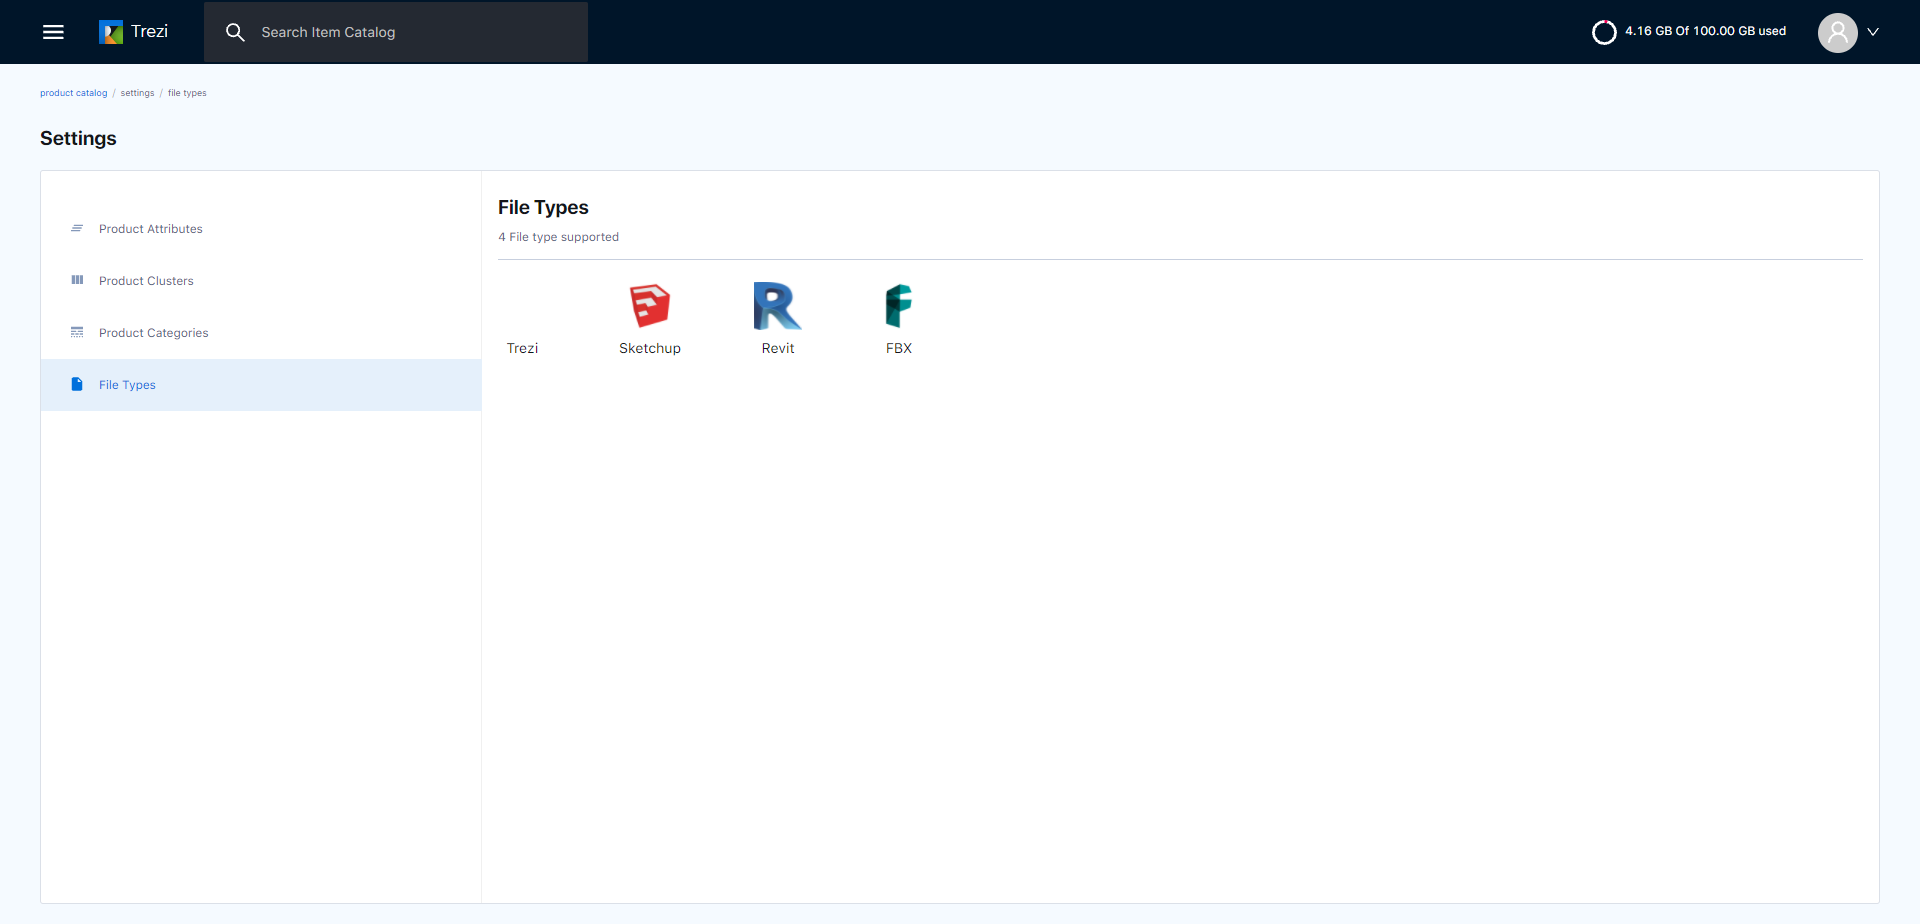 Trezi
Search Item Catalog
4.16 GB Of 100.00 GB used
product catalog / settings / file types
Settings
Product Attributes
Product Clusters
Product Categories
File Types
File Types
4 File type supported
Trezi
Sketchup
Revit
FBX